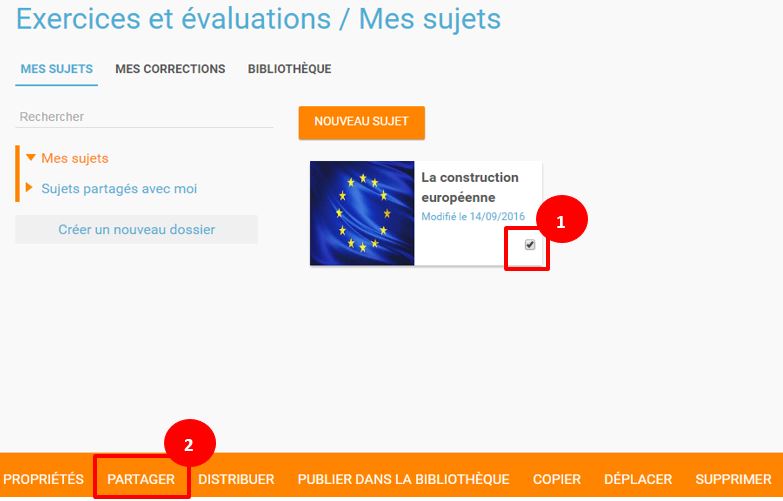 Exercices et évaluations / Mes sujets
MES SUJETS MES CORRECTIONS BIBLIOTHÈQUE
Rechercher
NOUVEAU SUJET
Mes sujets
Sujets partagés avec moi
Créer un nouveau dossier
La construction
européenne
Modifié le 14/09/2016
1
2
PROPRIÉTÉS PARTAGER DISTRIBUER PUBLIER DANS LA BIBLIOTHÈQUE COPIER DÉPLACER SUPPRIMER